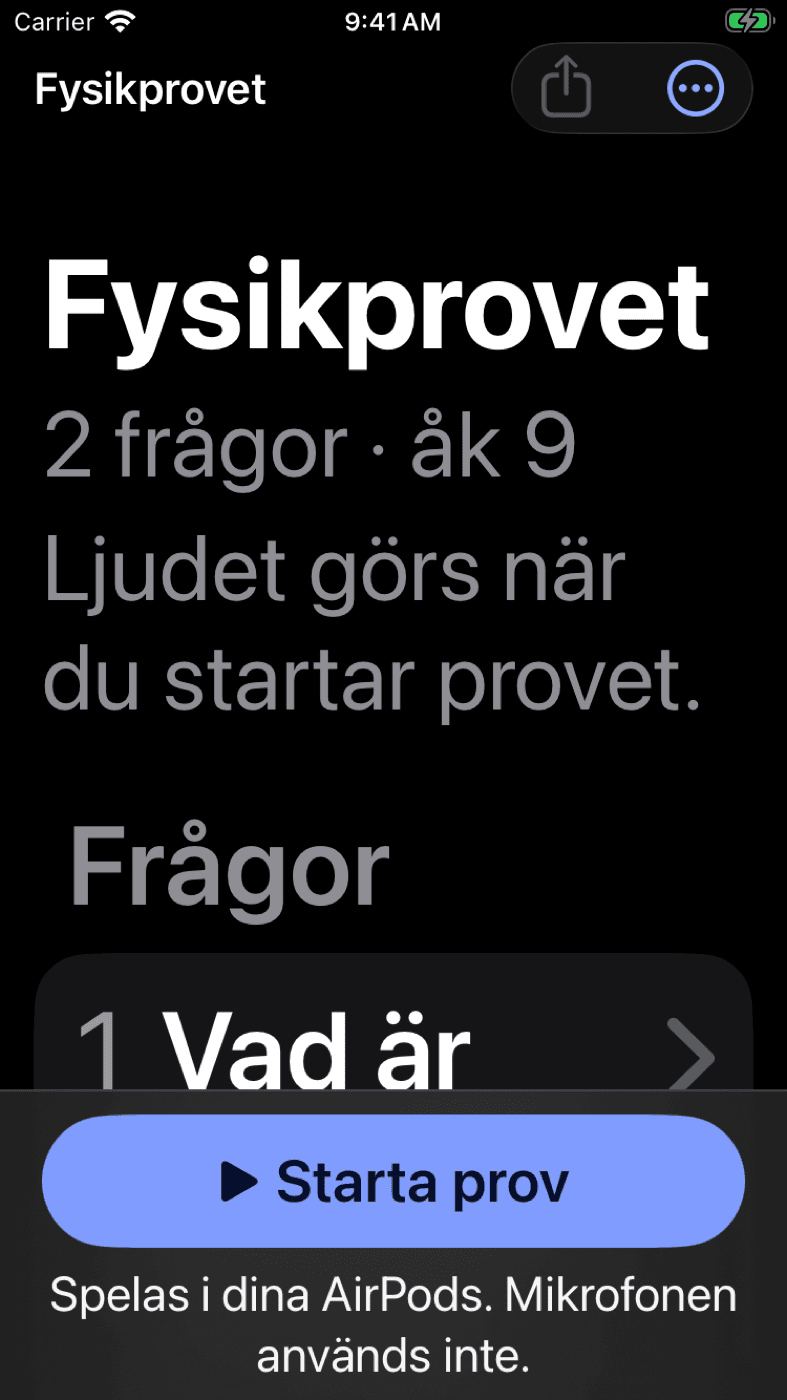 Carrier 9:41 AM
Fysikprovet
Fysikprovet
2 frågor · åk 9
Ljudet görs när
du startar provet.
Frågor
1 Vad är
Starta prov
Spelas i dina AirPods. Mikrofonen
används inte.